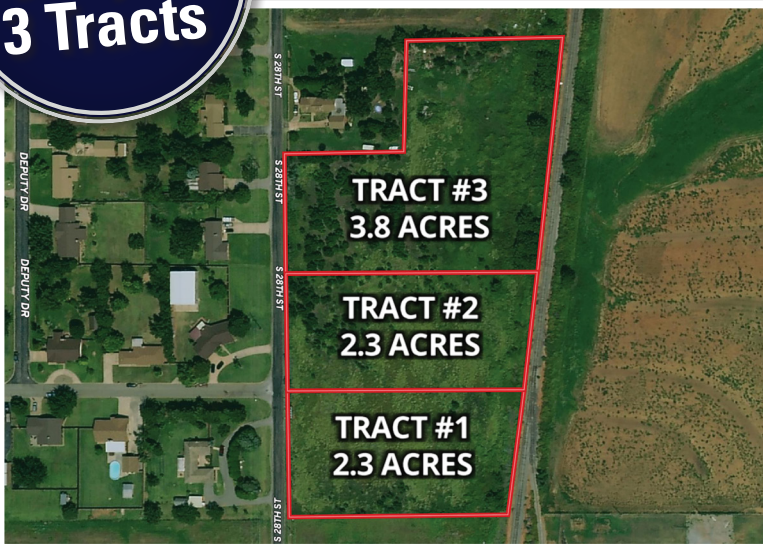 3 Tracts
S 28TH ST
DEPUTY DR
S 28TH ST
TRACT #3
3.8 ACRES
DEPUTY DR
S 28TH ST
TRACT #2
2.3 ACRES
TRACT #1
2.3 ACRES
S 28TH ST